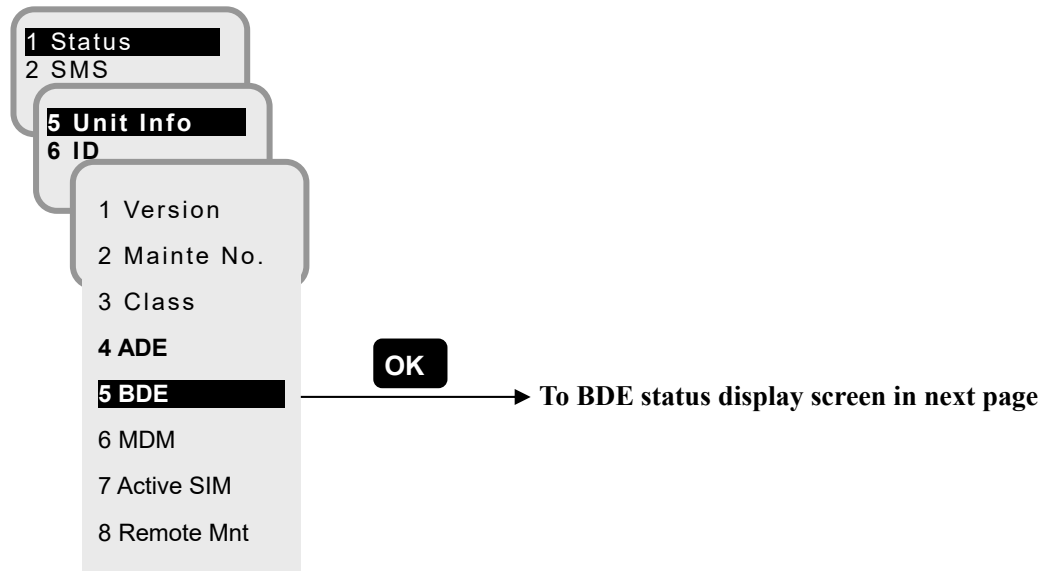 1 Status
2 SMS
5 Unit Info
6 ID
1 Version
2 Mainte No.
3 Class
4 ADE
5 BDE
OK
To BDE status display screen in next page
6 MDM
7 Active SIM
8 Remote Mnt